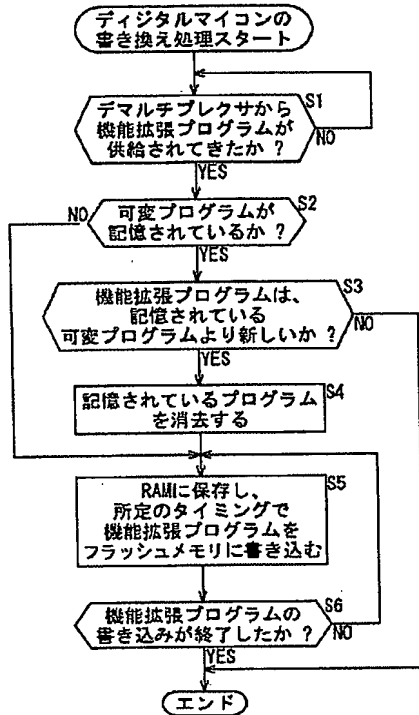 ディジタルマイコンの
書き換え処理スタート
S1
デマルチプレクサから
機能拡張プログラムが
供給されてきたか ?
NO
YES
S2
NO
可変プログラムが
記憶されているか ?
YES
S3
機能拡張プログラムは、
記憶されている
可変プログラムより新しいか ?
NO
YES
S4
記憶されているプログラム
を消去する
S5
RAMに保存し、
所定のタイミングで
機能拡張プログラムを
フラッシュメモリに書き込む
S6
機能拡張プログラムの
書き込みが終了したか ?
NO
YES
エンド